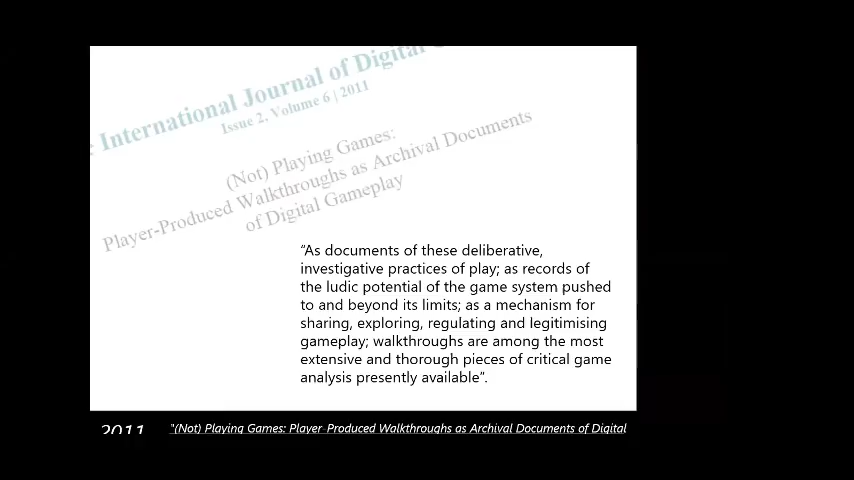 International Journal of Digital
Issue 2, Volume 6 | 2011
(Not) Playing Games:
Player-Produced Walkthroughs as Archival Documents
of Digital Gameplay
“As documents of these deliberative,
investigative practices of play; as records of
the ludic potential of the game system pushed
to and beyond its limits; as a mechanism for
sharing, exploring, regulating and legitimising
gameplay; walkthroughs are among the most
extensive and thorough pieces of critical game
analysis presently available”.
2011 "(Not) Playing Games: Player-Produced Walkthroughs as Archival Documents of Digital